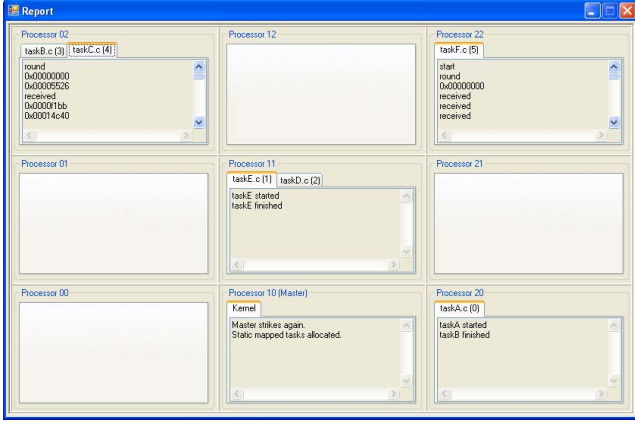 Report
Processor 02
taskB.c (3) taskC.c (4)
round
0x00000000
0x00005526
received
0x0000f1bb
0x00014c40
Processor 12
Processor 22
taskF.c (5)
start
round
0x00000000
received
received
received
Processor 01
Processor 11
taskE.c (1) taskD.c (2)
taskE started
taskE finished
Processor 21
Processor 00
Processor 10 (Master)
Kernel
Master strikes again.
Static mapped tasks allocated.
Processor 20
taskA.c (0)
taskA started
taskB finished